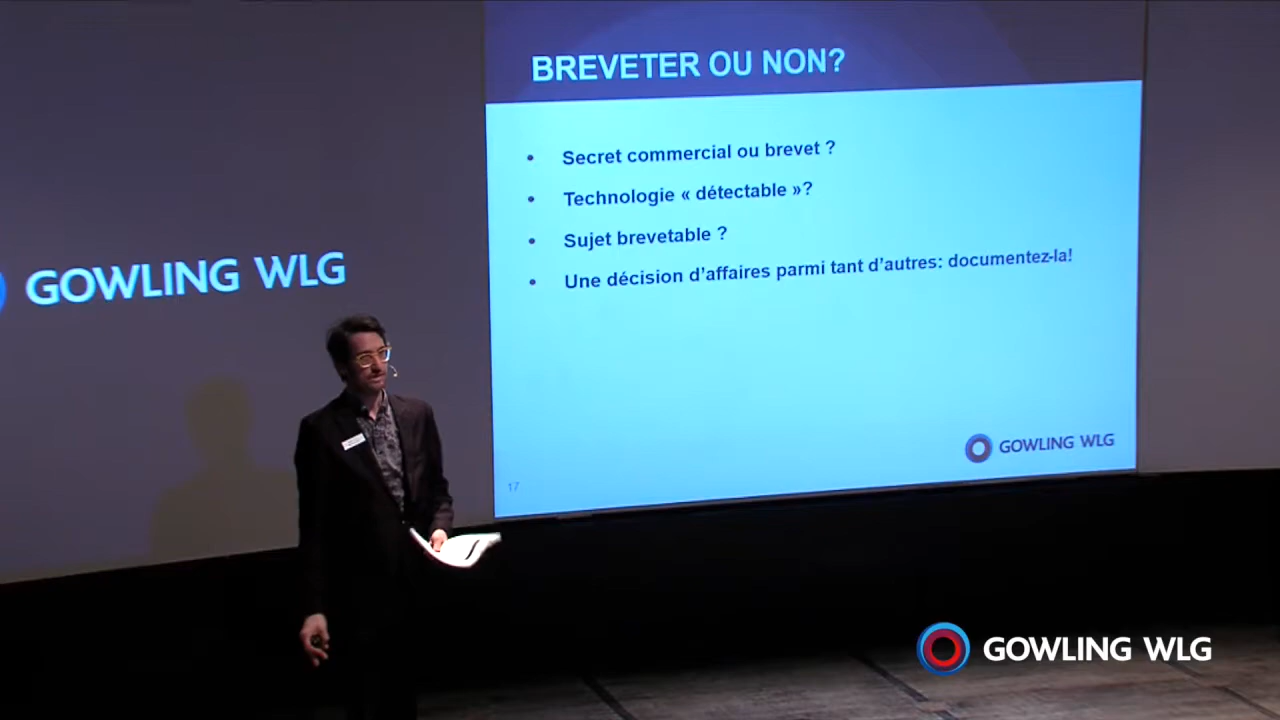 BREVETER OU NON?
• Secret commercial ou brevet ?
• Technologie « détectable »?
• Sujet brevetable ?
• Une décision d’affaires parmi tant d’autres: documentez-la!
GOWLING WLG
GOWLING WLG
17
GOWLING WLG